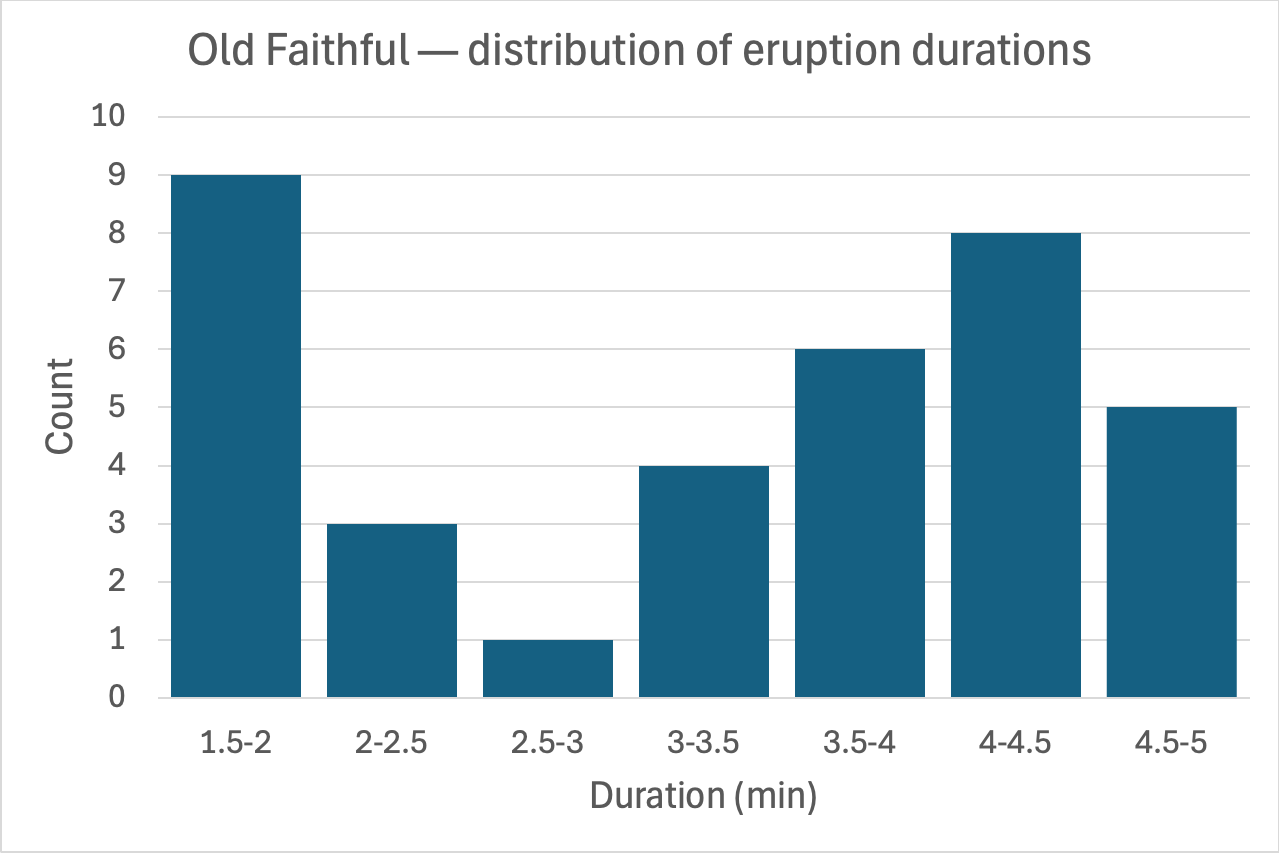 Old Faithful — distribution of eruption durations
10
9
8
7
6
5
4
3
2
1
0
Count
1.5-2 2-2.5 2.5-3 3-3.5 3.5-4 4-4.5 4.5-5
Duration (min)